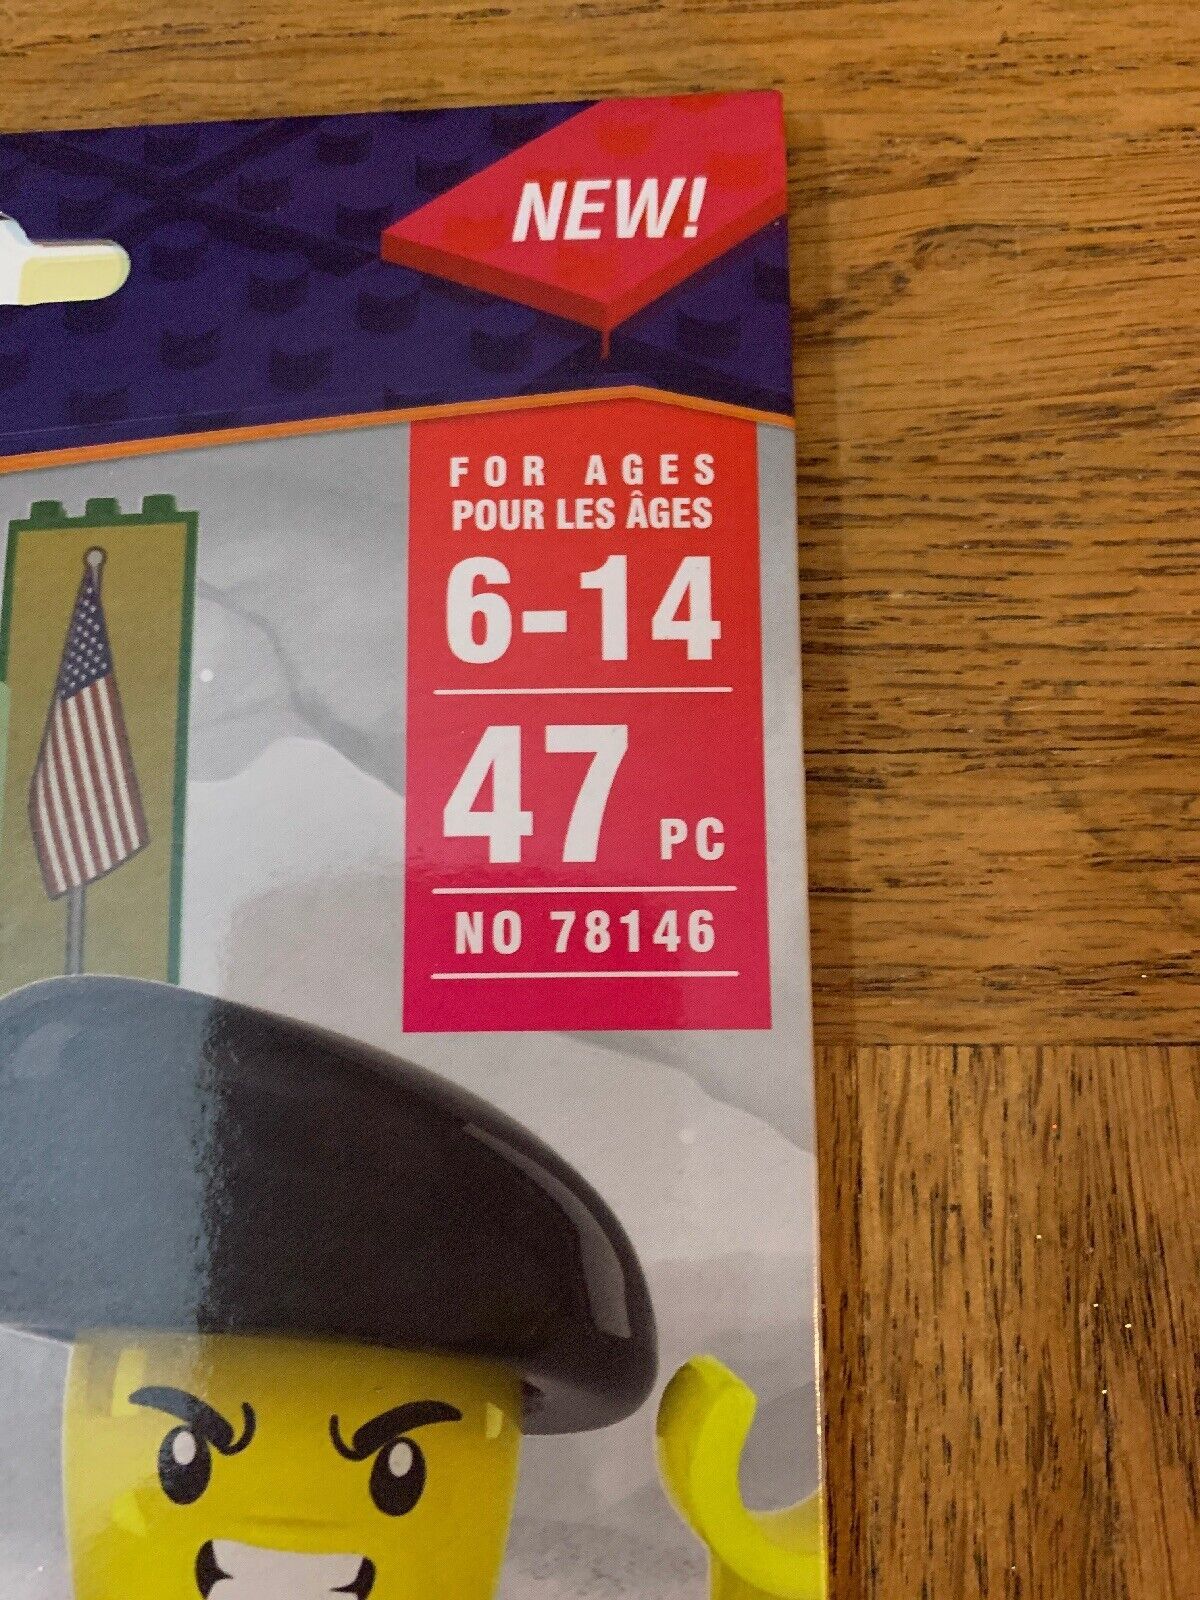 NEW!
FOR AGES
POUR LES ÂGES
6-14
47 PC
NO 78146